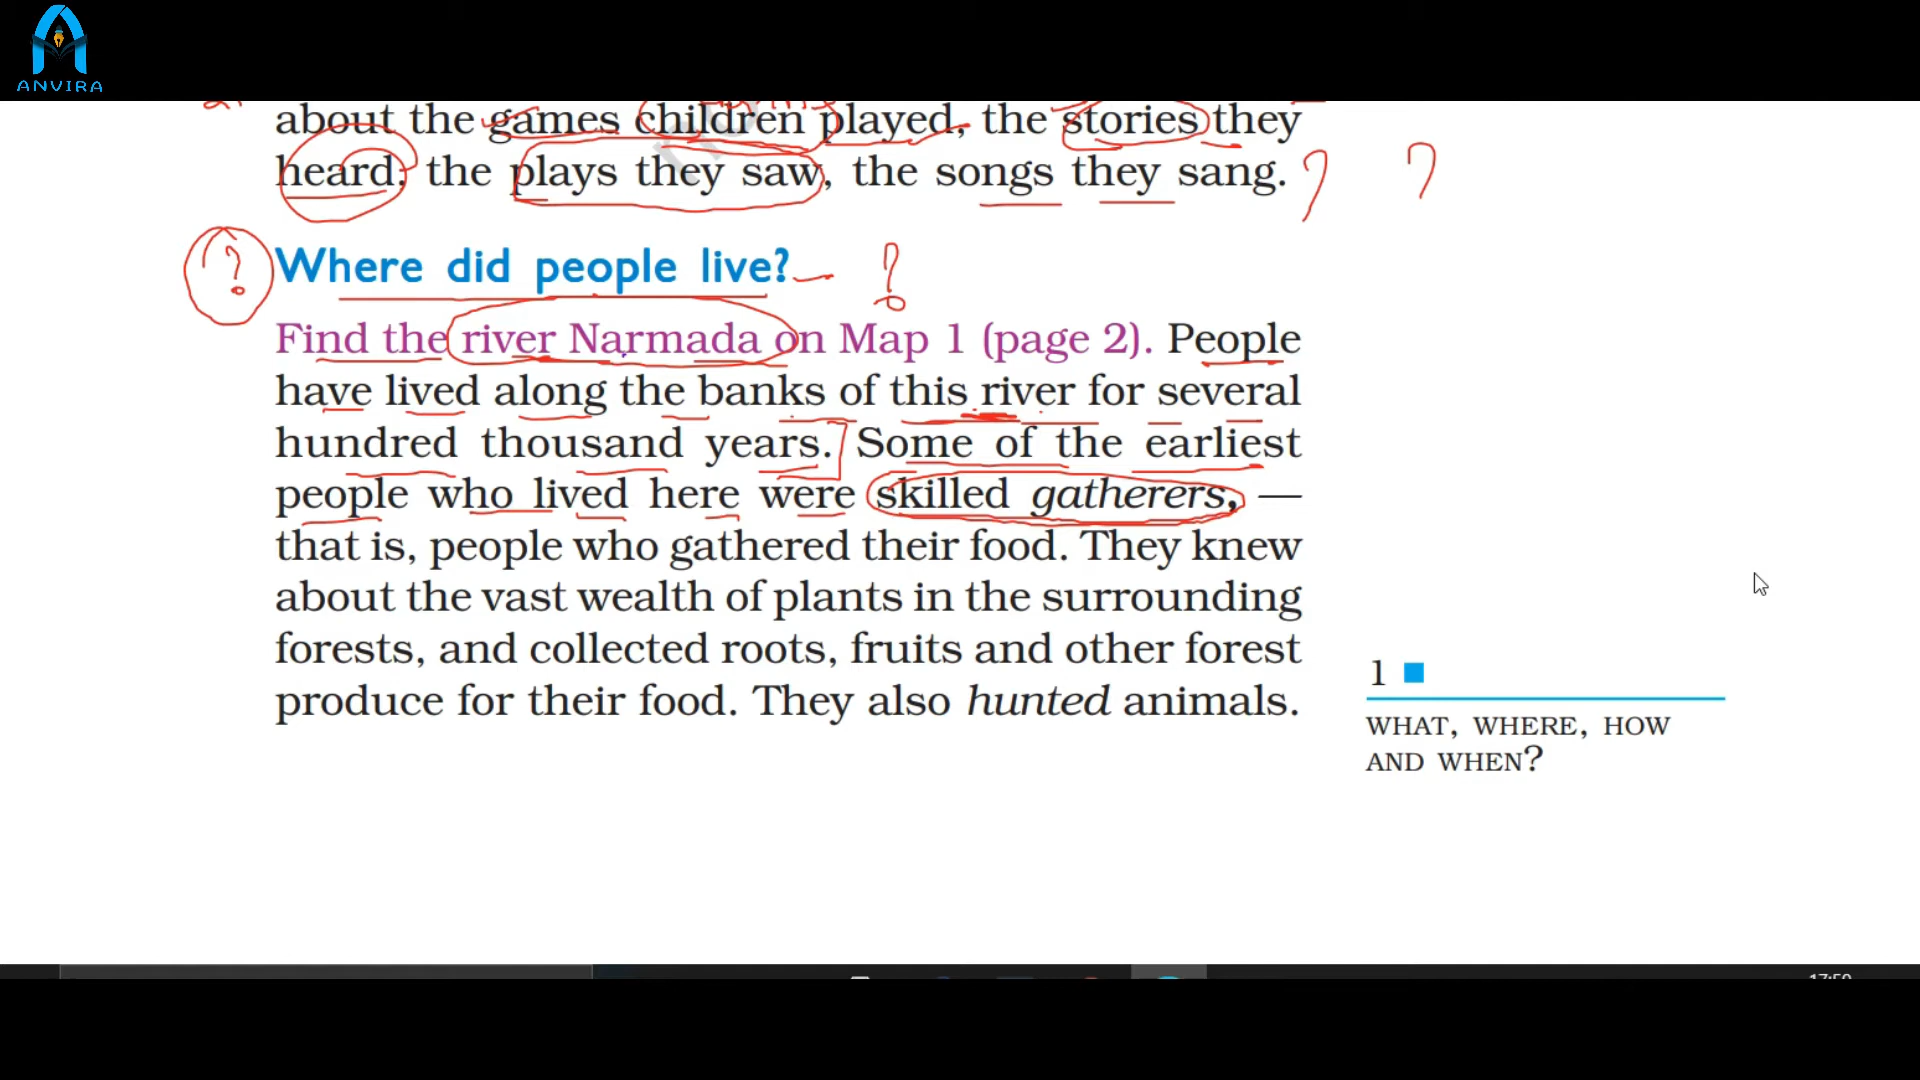 ANVIRA
about the games children played, the stories they
heard, the plays they saw, the songs they sang. ? ?
? Where did people live? ?
Find the river Narmada on Map 1 (page 2). People
have lived along the banks of this river for several
hundred thousand years. Some of the earliest
people who lived here were skilled gatherers, —
that is, people who gathered their food. They knew
about the vast wealth of plants in the surrounding
forests, and collected roots, fruits and other forest
produce for their food. They also hunted animals.
1
WHAT, WHERE, HOW
AND WHEN?